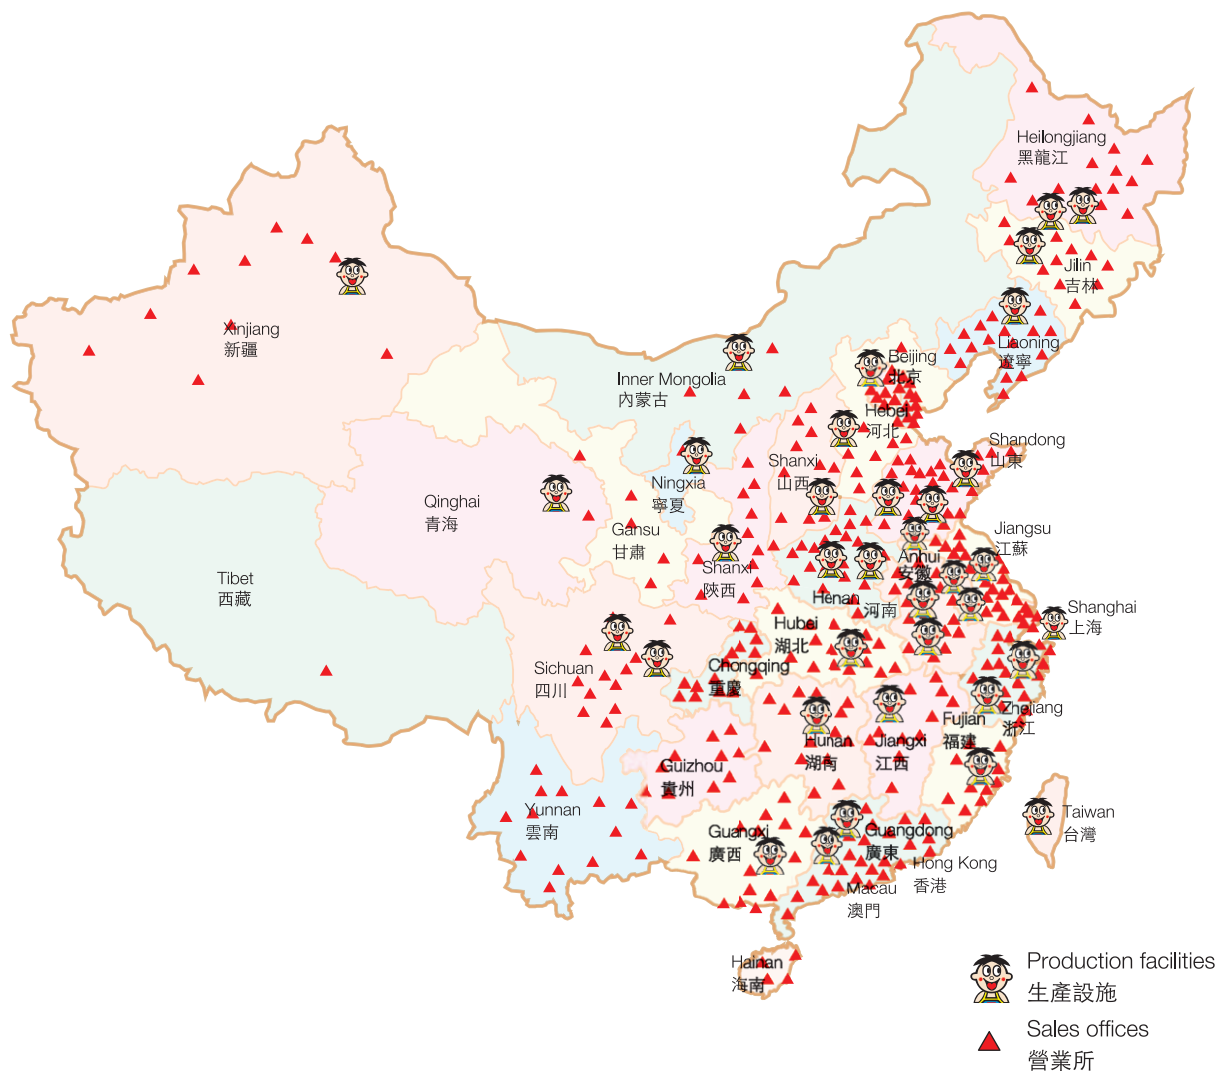 Heilongjiang
黑龍江
Jilin
吉林
Liaoning
遼寧
Xinjiang
新疆
Beijing
北京
Inner Mongolia
內蒙古
Hebei
河北
Shandong
山東
Shanxi
山西
Ningxia
寧夏
Qinghai
青海
Gansu
甘肅
Jiangsu
江蘇
Anhui
安徽
Shanxi
陝西
Tibet
西藏
Henan
河南
Shanghai
上海
Hubei
湖北
Sichuan
四川
Chongqing
重慶
Zhejiang
浙江
Fujian
福建
Hunan
湖南
Jiangxi
江西
Guizhou
貴州
Yunnan
雲南
Taiwan
台灣
Guangxi
廣西
Guangdong
廣東
Hong Kong
香港
Macau
澳門
Hainan
海南
Production facilities
生產設施
Sales offices
營業所